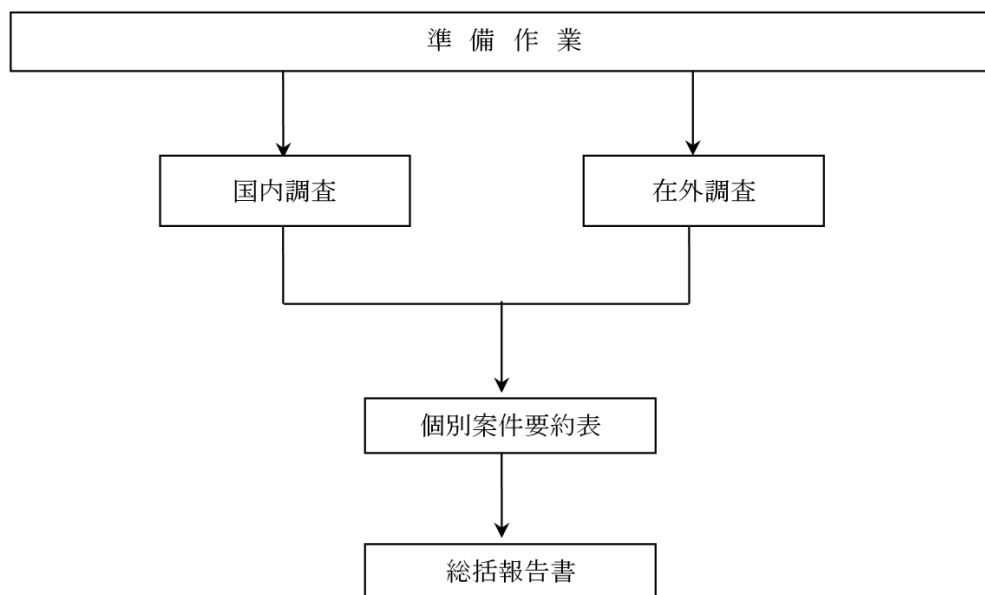 準 備 作 業
国内調査
在外調査
個別案件要約表
総括報告書